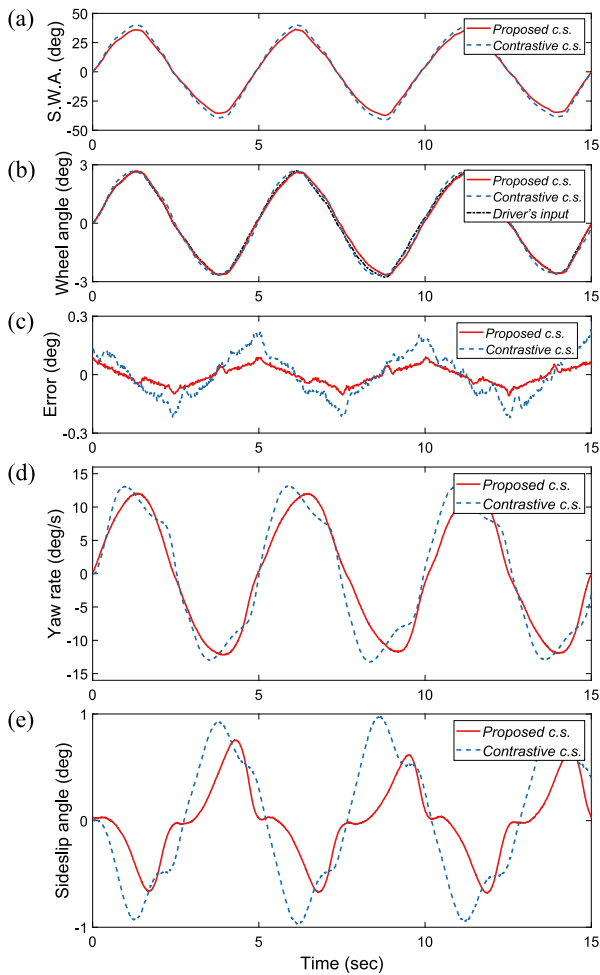 (a)
S.W.A. (deg)
50
25
0
-25
-50
Proposed c.s.
Contrastive c.s.
0
5
10
15
(b)
Wheel angle (deg)
3
0
-3
Proposed c.s.
Contrastive c.s.
Driver's input
0
5
10
15
(c)
Error (deg)
0.3
0
-0.3
Proposed c.s.
Contrastive c.s.
0
5
10
15
(d)
Yaw rate (deg/s)
15
10
5
0
-5
-10
-15
Proposed c.s.
Contrastive c.s.
0
5
10
15
(e)
Sideslip angle (deg)
1
0
-1
Proposed c.s.
Contrastive c.s.
0
5
10
15
Time (sec)